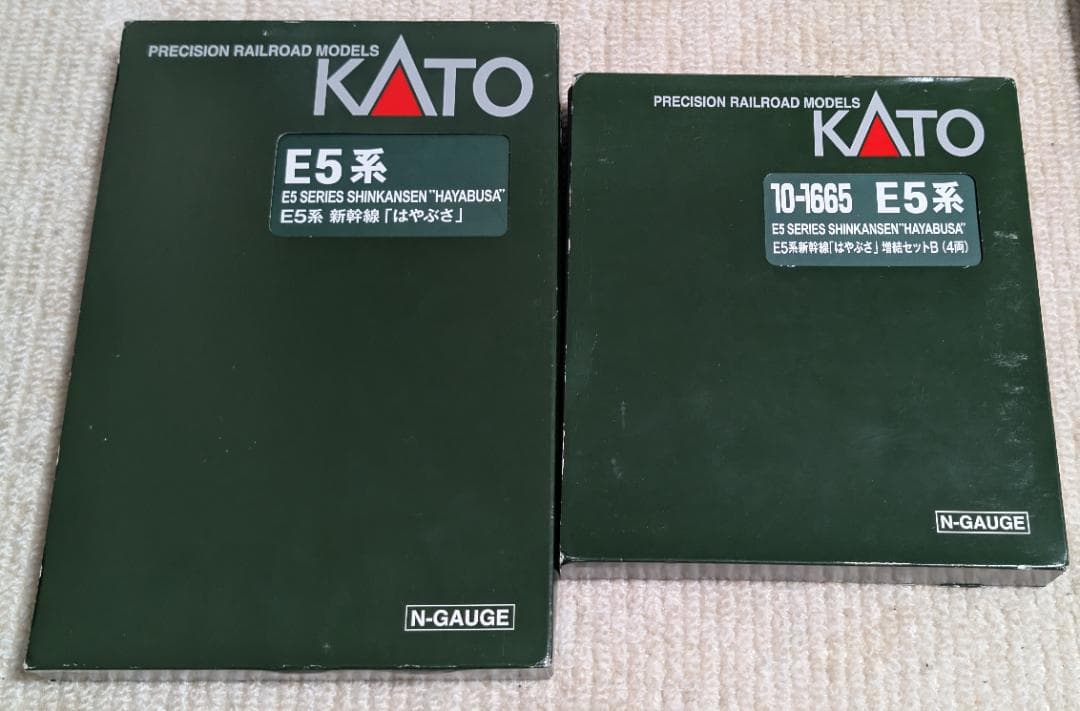 PRECISION RAILROAD MODELS
KATO
E5系
E5 SERIES SHINKANSEN "HAYABUSA"
E5系 新幹線「はやぶさ」
N-GAUGE
PRECISION RAILROAD MODELS
KATO
10-1665 E5系
E5 SERIES SHINKANSEN "HAYABUSA"
E5系新幹線「はやぶさ」増結セットB(4両)
N-GAUGE